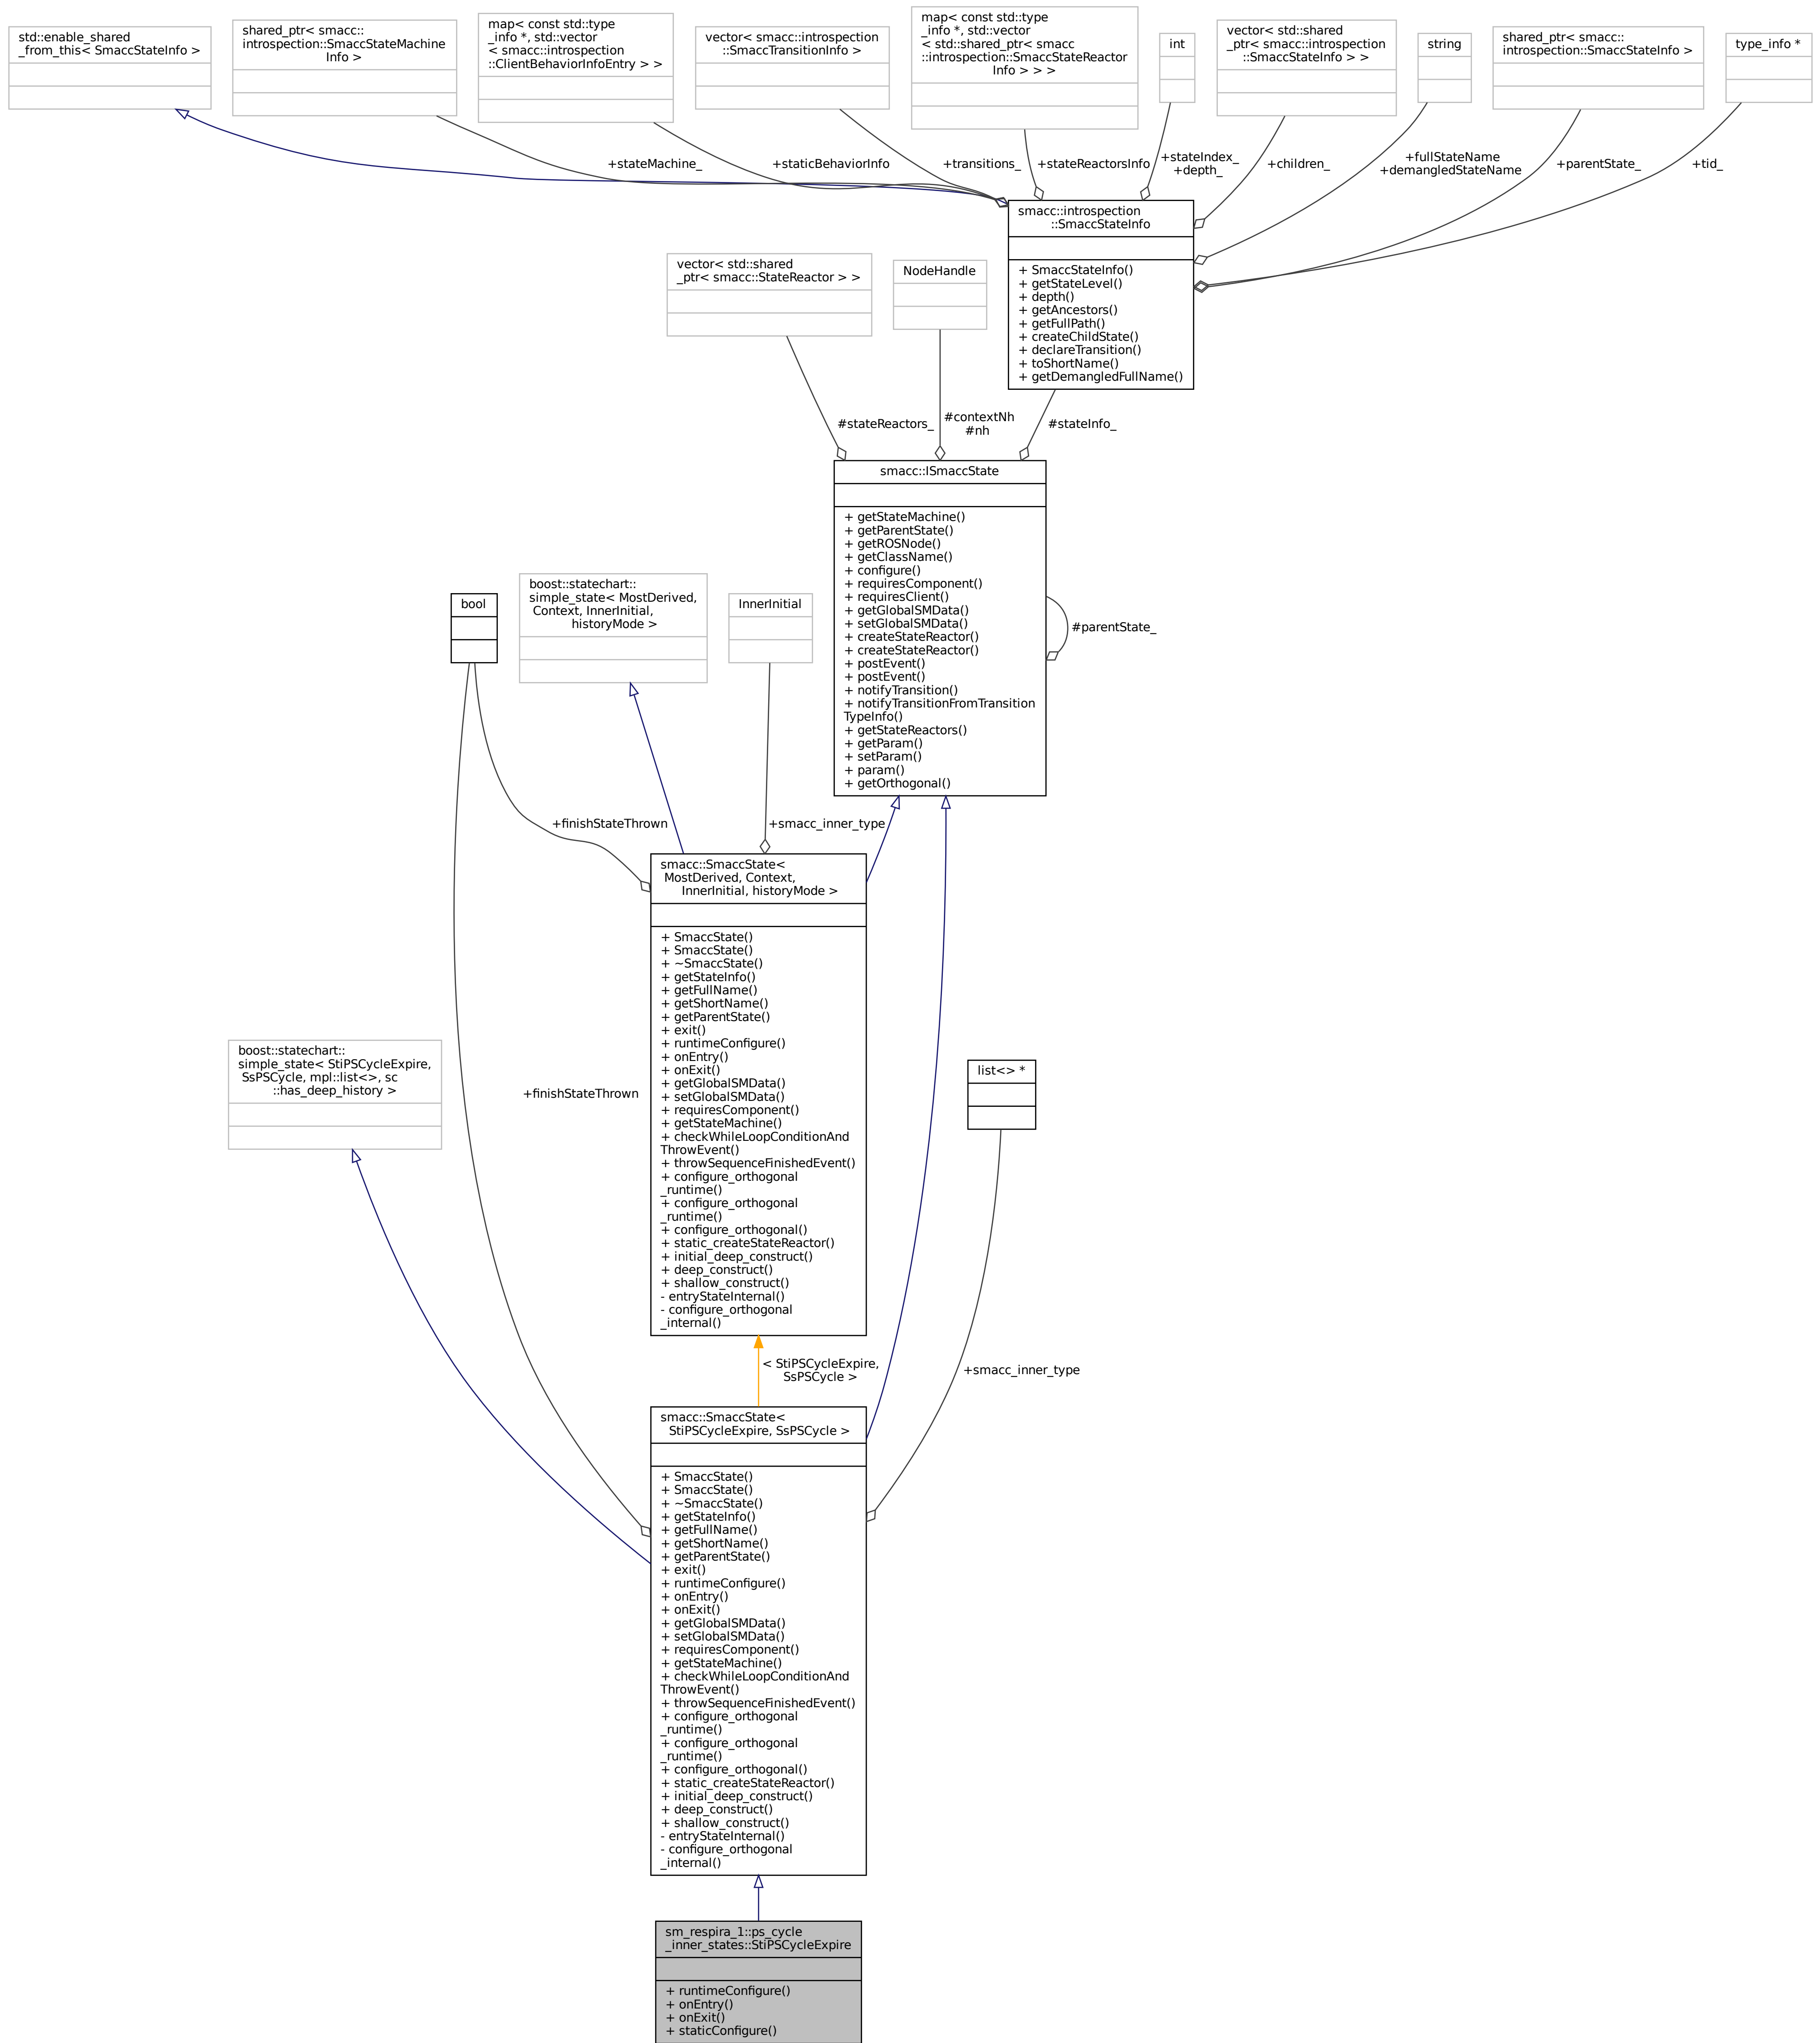 std::enable_shared
_from_this< SmaccStateInfo >
shared_ptr< smacc::
introspection::SmaccStateMachine
Info >
map< const std::type
_info *, std::vector
< smacc::introspection
::ClientBehaviorInfoEntry > >
vector< smacc::introspection
::SmaccTransitionInfo >
map< const std::type
_info *, std::vector
< std::shared_ptr< smacc
::introspection::SmaccStateReactor
Info > > >
int
vector< std::shared
_ptr< smacc::introspection
::SmaccStateInfo > >
string
shared_ptr< smacc::
introspection::SmaccStateInfo >
type_info *
+stateMachine_
+staticBehaviorInfo
+transitions_
+stateReactorsInfo
+stateIndex_
+depth_
+children_
+fullStateName
+demangledStateName
+parentState_
+tid_
smacc::introspection
::SmaccStateInfo
+ SmaccStateInfo()
+ getStateLevel()
+ depth()
+ getAncestors()
+ getFullPath()
+ createChildState()
+ declareTransition()
+ toShortName()
+ getDemangledFullName()
vector< std::shared
_ptr< smacc::StateReactor > >
NodeHandle
#stateReactors_
#contextNh
#nh
#stateInfo_
smacc::ISmaccState
+ getStateMachine()
+ getParentState()
+ getROSNode()
+ getClassName()
+ configure()
+ requiresComponent()
+ requiresClient()
+ getGlobalSMData()
+ setGlobalSMData()
+ createStateReactor()
+ createStateReactor()
+ postEvent()
+ postEvent()
+ notifyTransition()
+ notifyTransitionFromTransition
TypeInfo()
+ getStateReactors()
+ getParam()
+ setParam()
+ param()
+ getOrthogonal()
#parentState_
bool
boost::statechart::
simple_state< MostDerived,
Context, InnerInitial,
historyMode >
InnerInitial
+finishStateThrown
+smacc_inner_type
smacc::SmaccState<
MostDerived, Context,
InnerInitial, historyMode >
+ SmaccState()
+ SmaccState()
+ ~SmaccState()
+ getStateInfo()
+ getFullName()
+ getShortName()
+ getParentState()
+ exit()
+ runtimeConfigure()
+ onEntry()
+ onExit()
+ getGlobalSMData()
+ setGlobalSMData()
+ requiresComponent()
+ getStateMachine()
+ checkWhileLoopConditionAnd
ThrowEvent()
+ throwSequenceFinishedEvent()
+ configure_orthogonal
_runtime()
+ configure_orthogonal
_runtime()
+ configure_orthogonal()
+ static_createStateReactor()
+ initial_deep_construct()
+ deep_construct()
+ shallow_construct()
- entryStateInternal()
- configure_orthogonal
_internal()
boost::statechart::
simple_state< StiPSCycleExpire,
SsPSCycle, mpl::list<>, sc
::has_deep_history >
+finishStateThrown
list<> *
< StiPSCycleExpire,
SsPSCycle >
+smacc_inner_type
smacc::SmaccState<
StiPSCycleExpire, SsPSCycle >
+ SmaccState()
+ SmaccState()
+ ~SmaccState()
+ getStateInfo()
+ getFullName()
+ getShortName()
+ getParentState()
+ exit()
+ runtimeConfigure()
+ onEntry()
+ onExit()
+ getGlobalSMData()
+ setGlobalSMData()
+ requiresComponent()
+ getStateMachine()
+ checkWhileLoopConditionAnd
ThrowEvent()
+ throwSequenceFinishedEvent()
+ configure_orthogonal
_runtime()
+ configure_orthogonal
_runtime()
+ configure_orthogonal()
+ static_createStateReactor()
+ initial_deep_construct()
+ deep_construct()
+ shallow_construct()
- entryStateInternal()
- configure_orthogonal
_internal()
sm_respira_1::ps_cycle
_inner_states::StiPSCycleExpire
+ runtimeConfigure()
+ onEntry()
+ onExit()
+ staticConfigure()